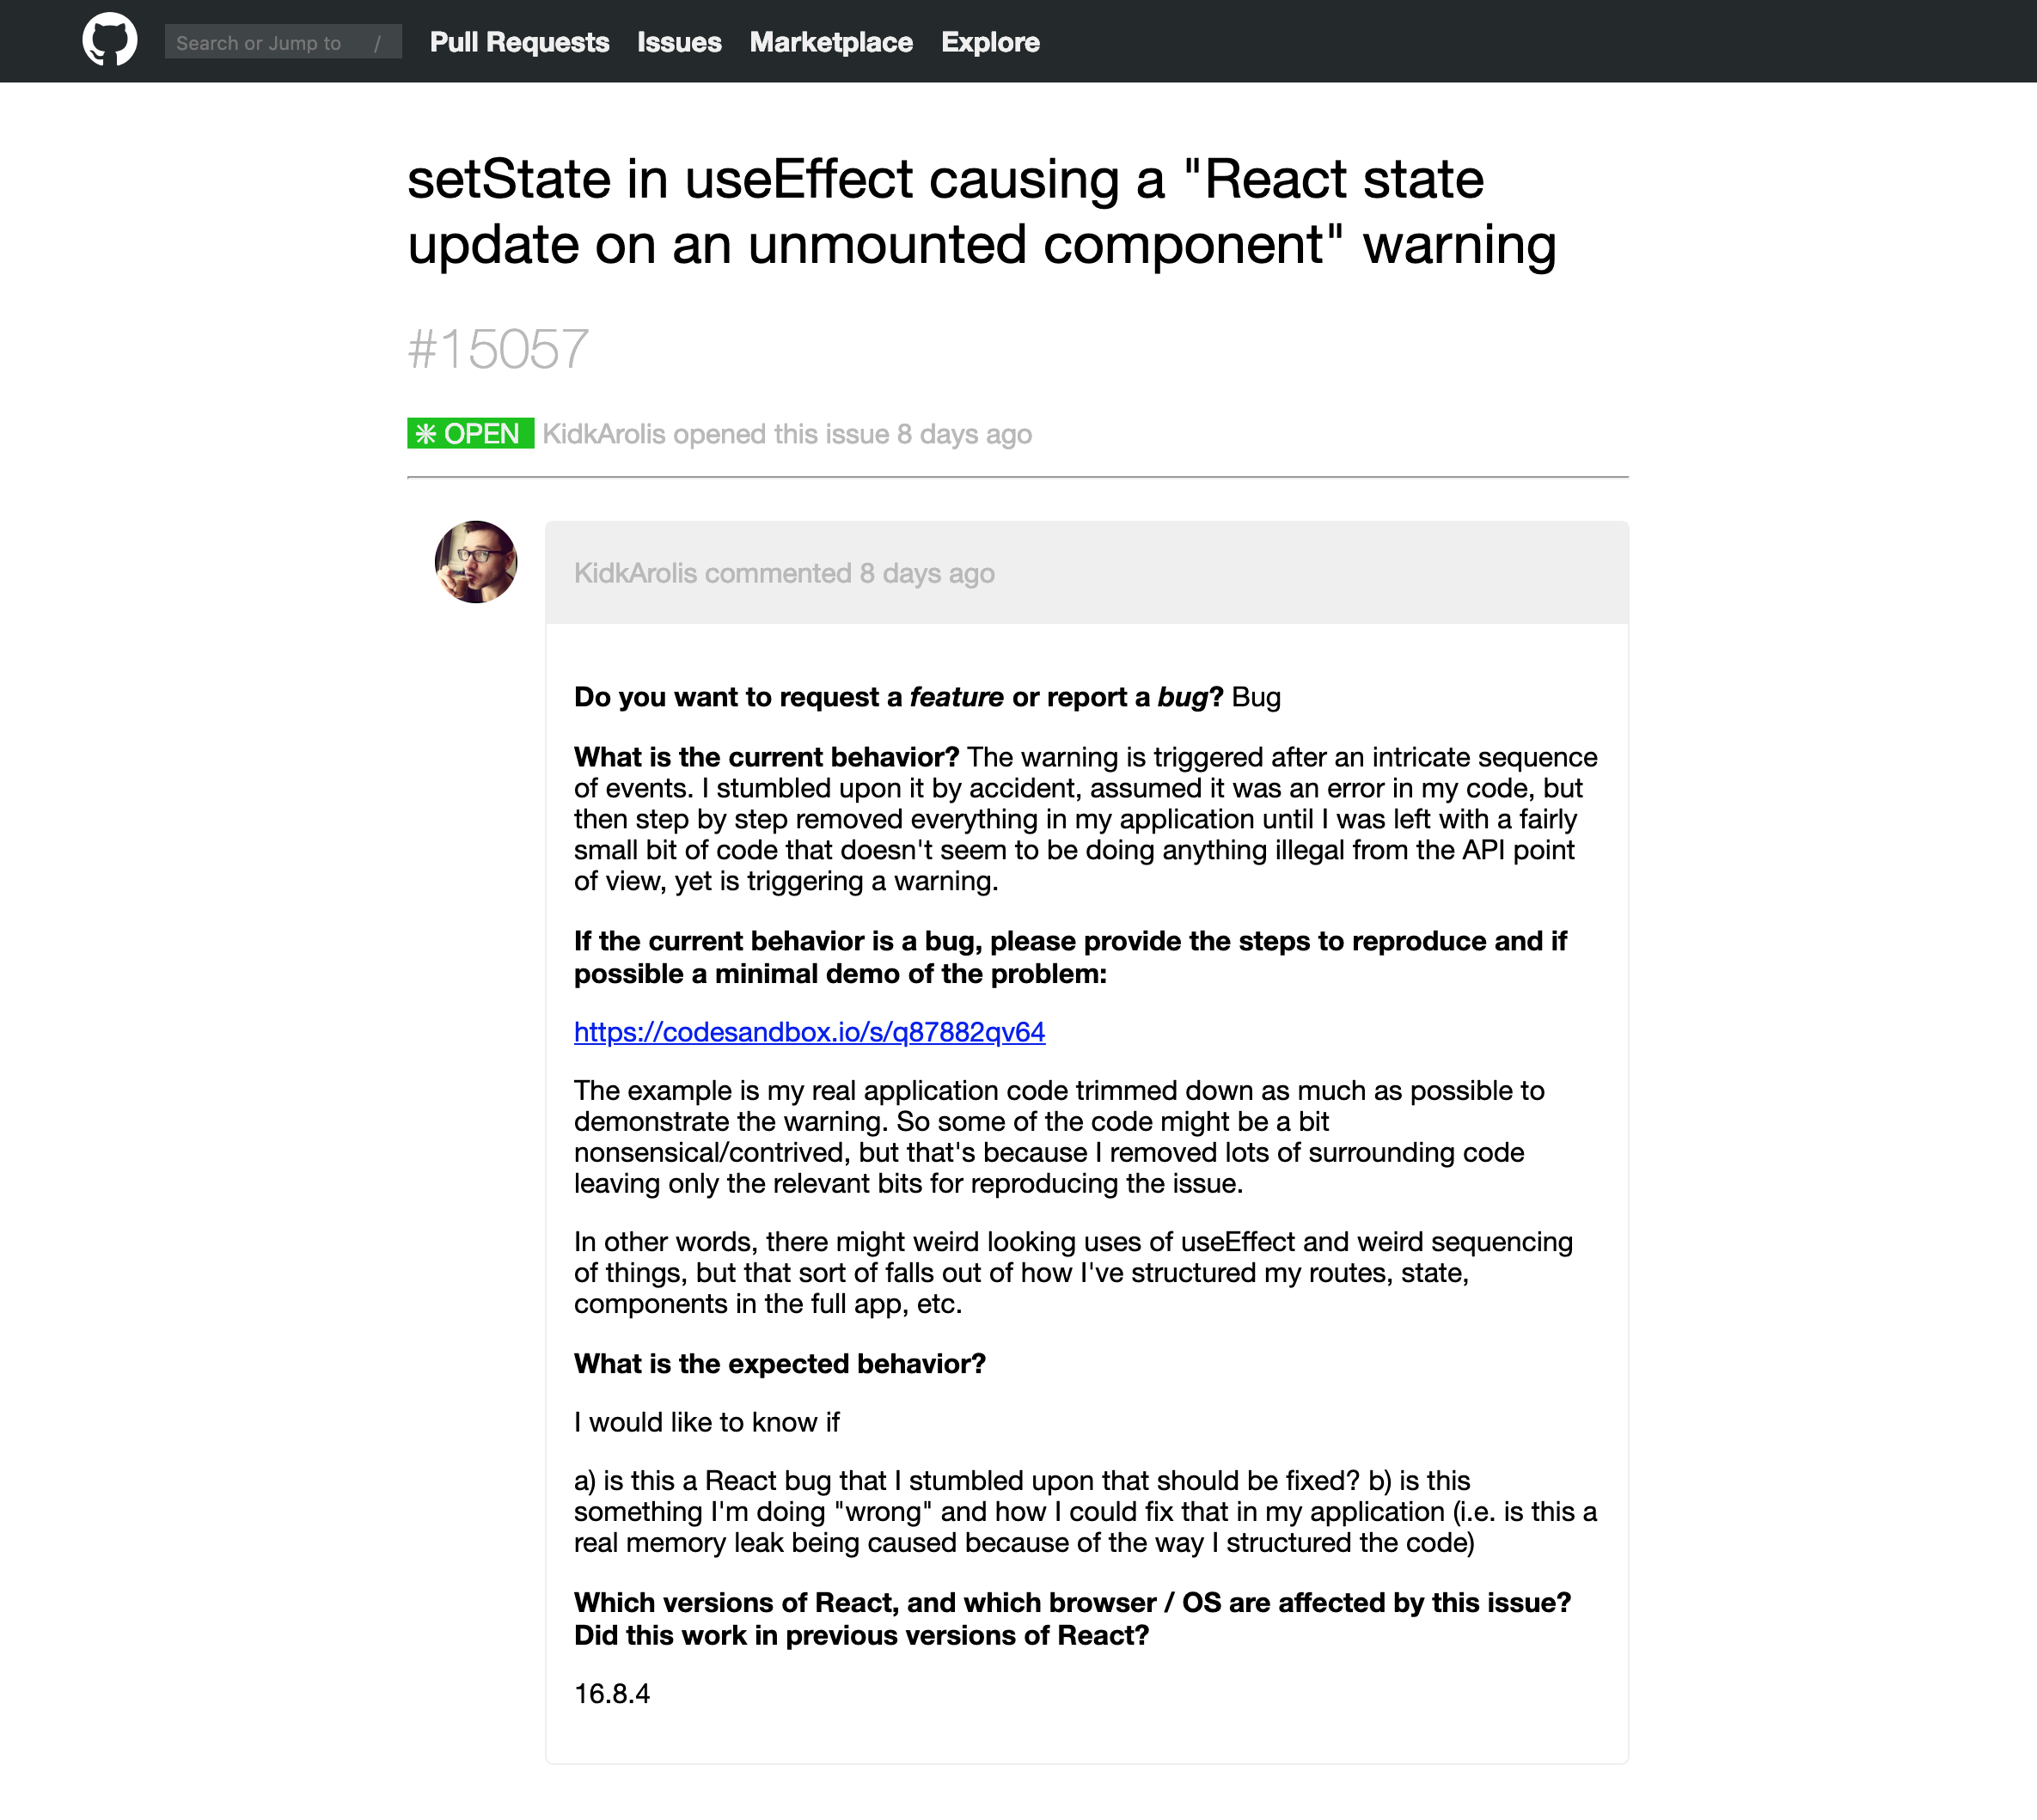 Search or Jump to /
Pull Requests Issues Marketplace Explore
setState in useEffect causing a "React state
update on an unmounted component" warning
#15057
OPEN KidkArolis opened this issue 8 days ago
KidkArolis commented 8 days ago
Do you want to request a feature or report a bug? Bug
What is the current behavior? The warning is triggered after an intricate sequence
of events. I stumbled upon it by accident, assumed it was an error in my code, but
then step by step removed everything in my application until I was left with a fairly
small bit of code that doesn't seem to be doing anything illegal from the API point
of view, yet is triggering a warning.
If the current behavior is a bug, please provide the steps to reproduce and if
possible a minimal demo of the problem:
https://codesandbox.io/s/q87882qv64
The example is my real application code trimmed down as much as possible to
demonstrate the warning. So some of the code might be a bit
nonsensical/contrived, but that's because I removed lots of surrounding code
leaving only the relevant bits for reproducing the issue.
In other words, there might weird looking uses of useEffect and weird sequencing
of things, but that sort of falls out of how I've structured my routes, state,
components in the full app, etc.
What is the expected behavior?
I would like to know if
a) is this a React bug that I stumbled upon that should be fixed? b) is this
something I'm doing "wrong" and how I could fix that in my application (i.e. is this a
real memory leak being caused because of the way I structured the code)
Which versions of React, and which browser / OS are affected by this issue?
Did this work in previous versions of React?
16.8.4